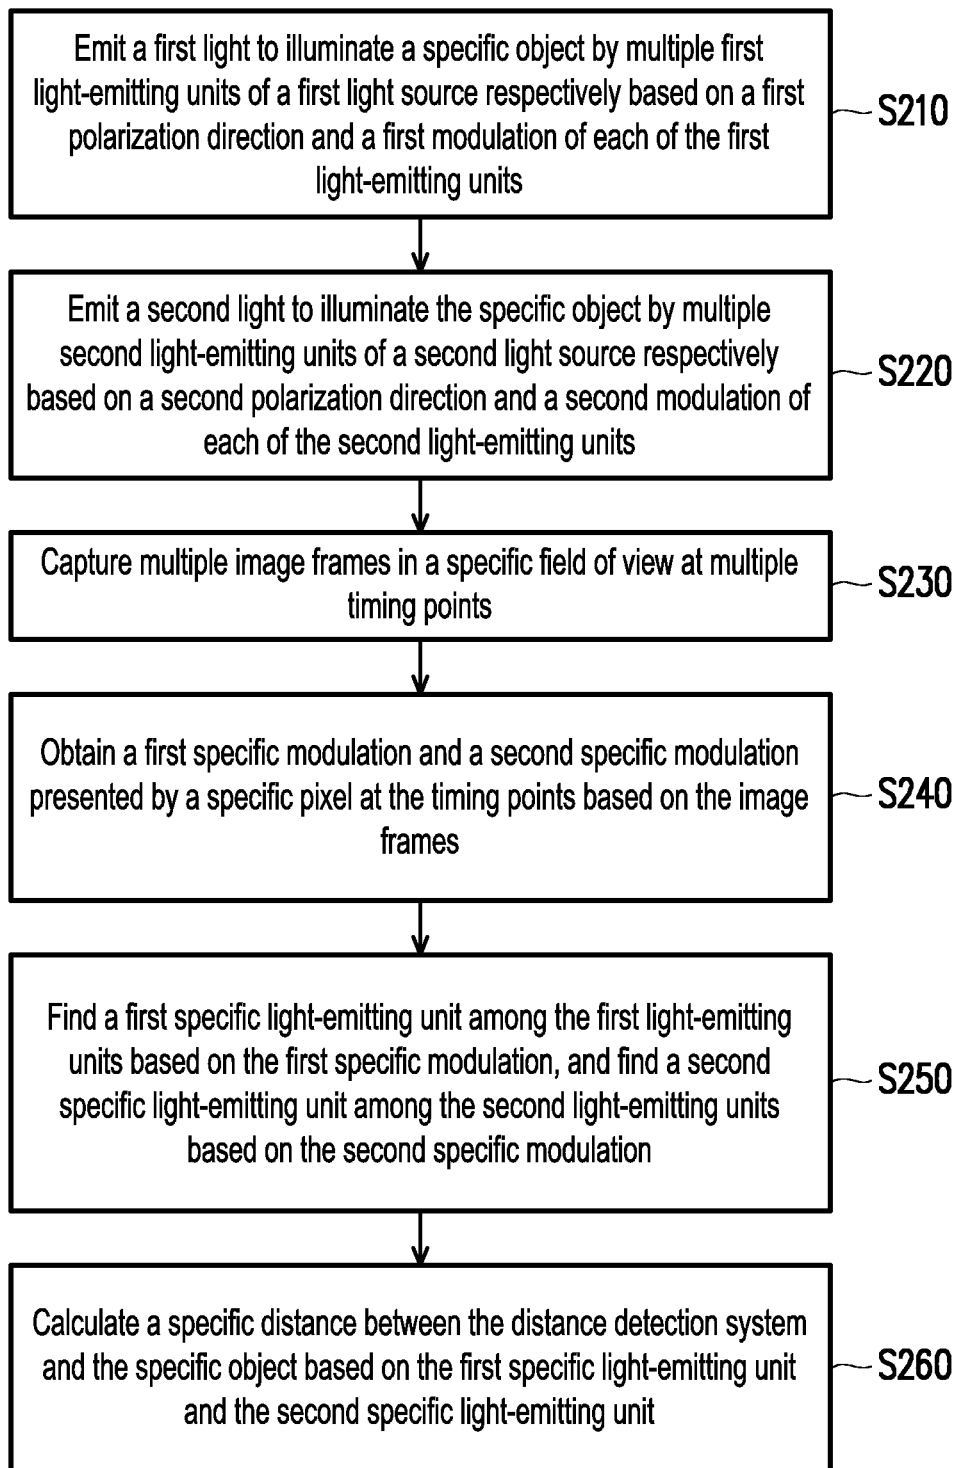 Emit a first light to illuminate a specific object by multiple first
light-emitting units of a first light source respectively based on a first
polarization direction and a first modulation of each of the first
light-emitting units
S210
Emit a second light to illuminate the specific object by multiple
second light-emitting units of a second light source respectively
based on a second polarization direction and a second modulation of
each of the second light-emitting units
S220
Capture multiple image frames in a specific field of view at multiple
timing points
S230
Obtain a first specific modulation and a second specific modulation
presented by a specific pixel at the timing points based on the image
frames
S240
Find a first specific light-emitting unit among the first light-emitting
units based on the first specific modulation, and find a second
specific light-emitting unit among the second light-emitting units
based on the second specific modulation
S250
Calculate a specific distance between the distance detection system
and the specific object based on the first specific light-emitting unit
and the second specific light-emitting unit
S260